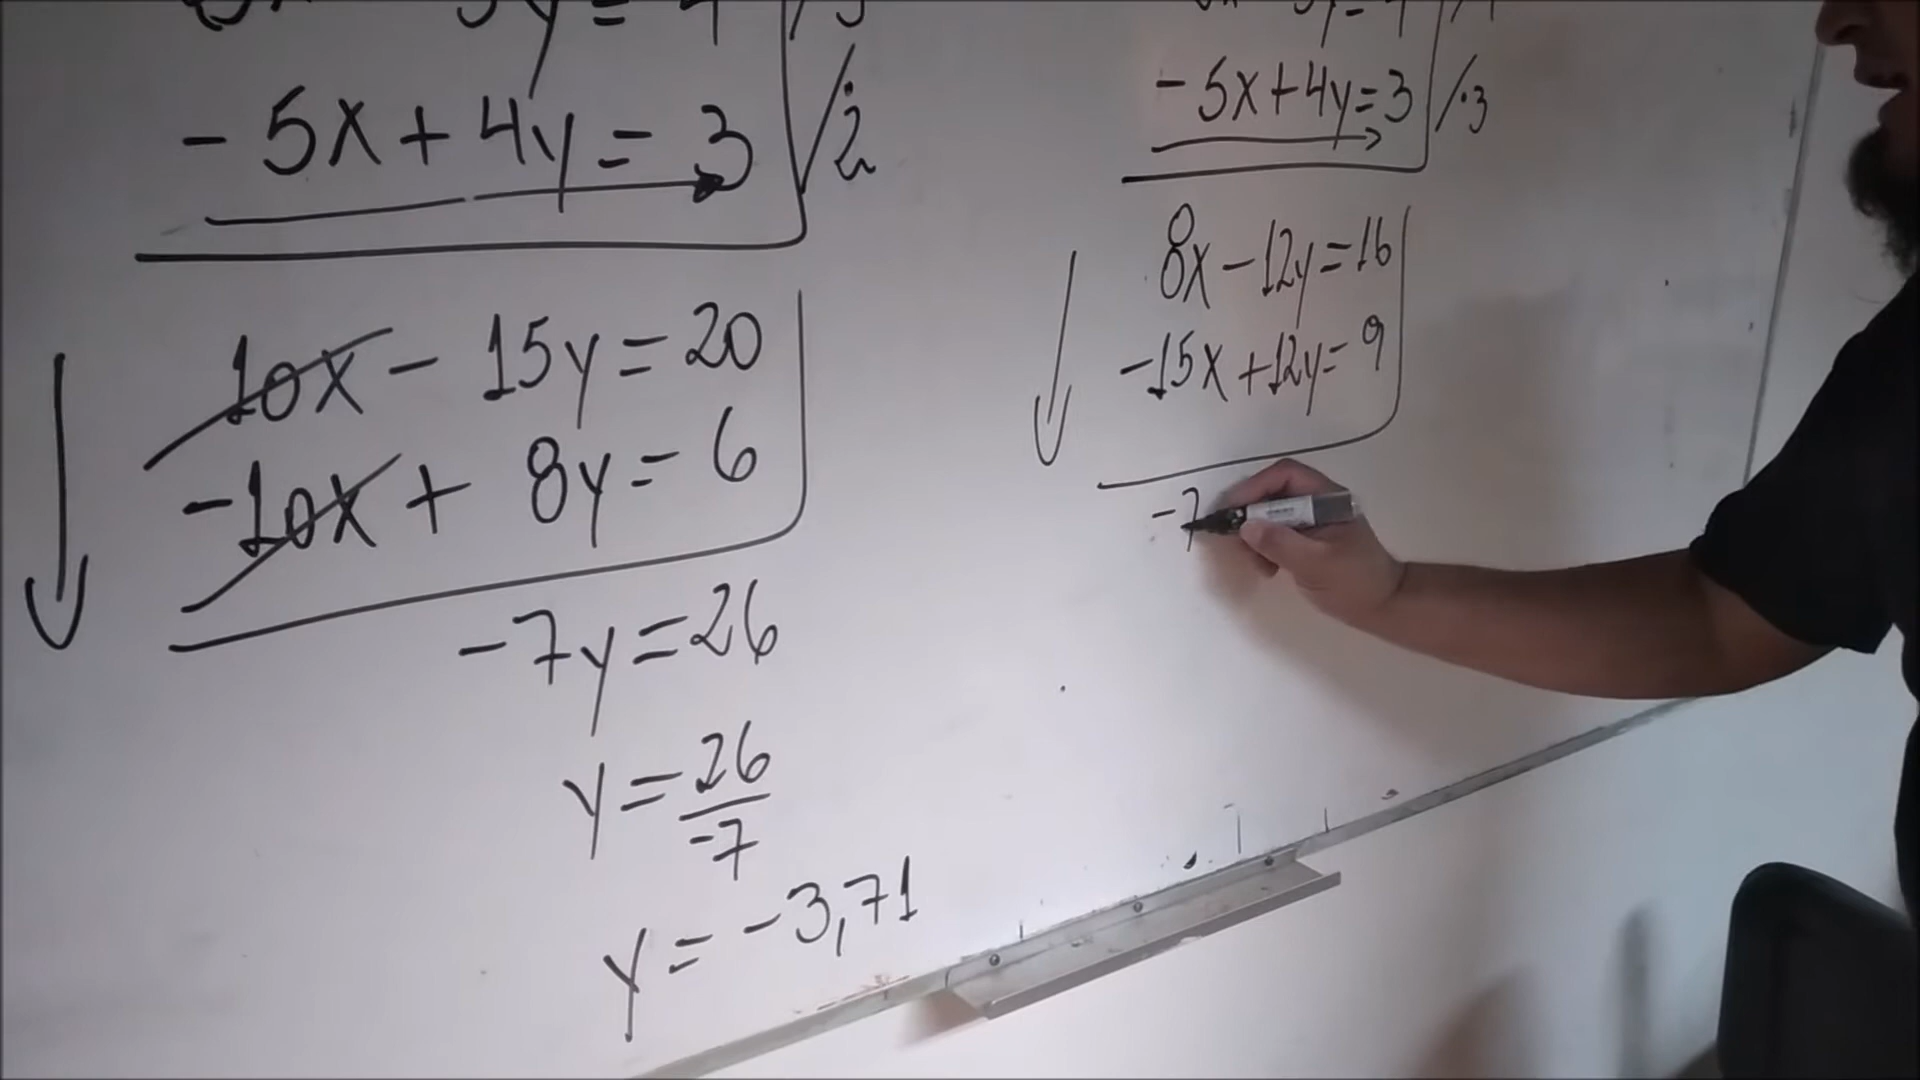 - 5x + 4y = 3 /·2
10x - 15y = 20
-10x + 8y = 6
-7y = 26
y = 26/-7
y = -3,71
- 5x + 4y = 3 /·3
8x - 12y = 16
-15x + 12y = 9
-7